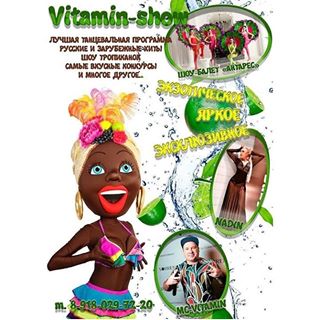 Vitamin-show
ЛУЧШАЯ ТАНЦЕВАЛЬНАЯ ПРОГРАММА
РУССКИЕ И ЗАРУБЕЖНЫЕ ХИТЫ
ШОУ ТРОПИКАНОК
САМЫЕ ВКУСНЫЕ КОНКУРСЫ
И МНОГОЕ ДРУГОЕ...
ШОУ-БАЛЕТ «АНТАРЕС»
ЭКЗОТИЧЕСКОЕ
ЯРКОЕ
ЭКСКЛЮЗИВНОЕ
NADIN
MC VITAMIN
т. 8-918-029-72-20